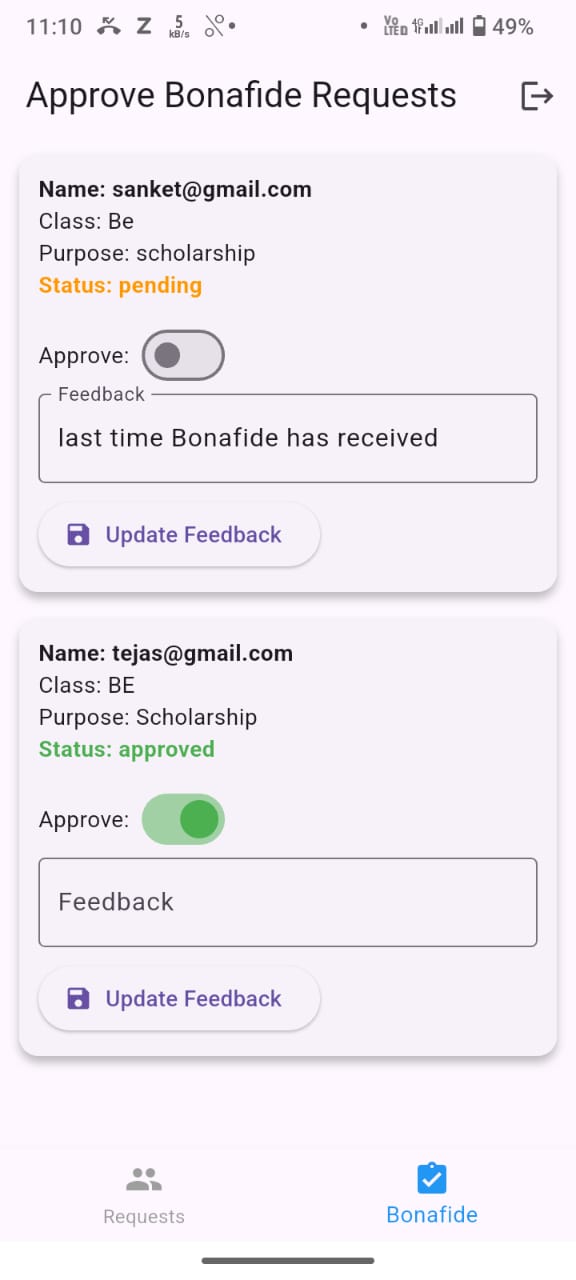 11:10 Z 5 kB/s VoLTED 4G 49%
Approve Bonafide Requests
Name: sanket@gmail.com
Class: Be
Purpose: scholarship
Status: pending
Approve:
Feedback
last time Bonafide has received
Update Feedback
Name: tejas@gmail.com
Class: BE
Purpose: Scholarship
Status: approved
Approve:
Feedback
Update Feedback
Requests
Bonafide